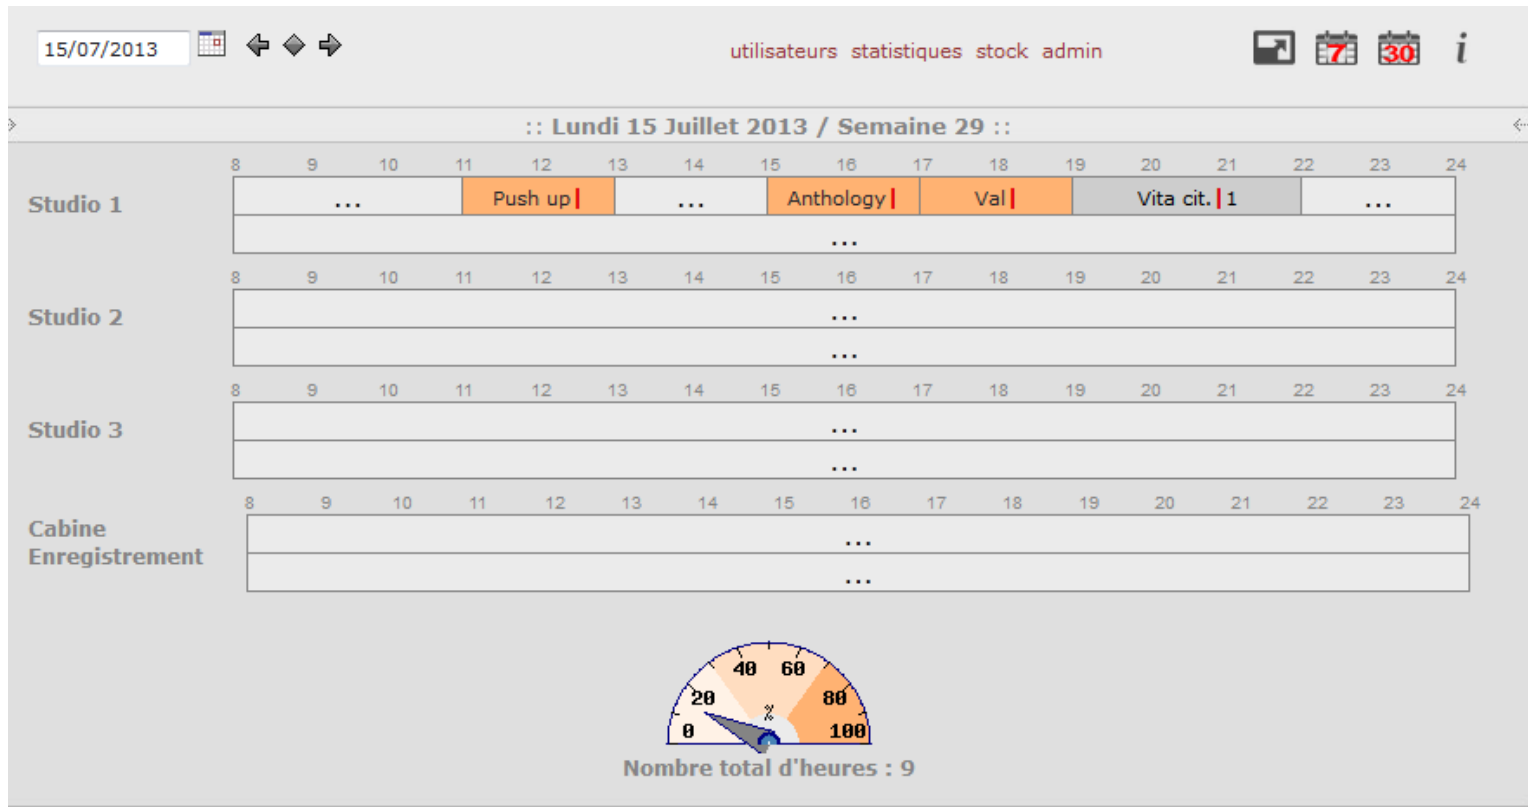 15/07/2013 utilisateurs statistiques stock admin 7 30 i
:: Lundi 15 Juillet 2013 / Semaine 29 ::
8 9 10 11 12 13 14 15 16 17 18 19 20 21 22 23 24
Studio 1 ... Push up ... Anthology Val Vita cit. 1 ...
...
8 9 10 11 12 13 14 15 16 17 18 19 20 21 22 23 24
Studio 2 ...
...
8 9 10 11 12 13 14 15 16 17 18 19 20 21 22 23 24
Studio 3 ...
...
8 9 10 11 12 13 14 15 16 17 18 19 20 21 22 23 24
Cabine ...
Enregistrement ...
40 60
20 80
%
0 100
Nombre total d'heures : 9